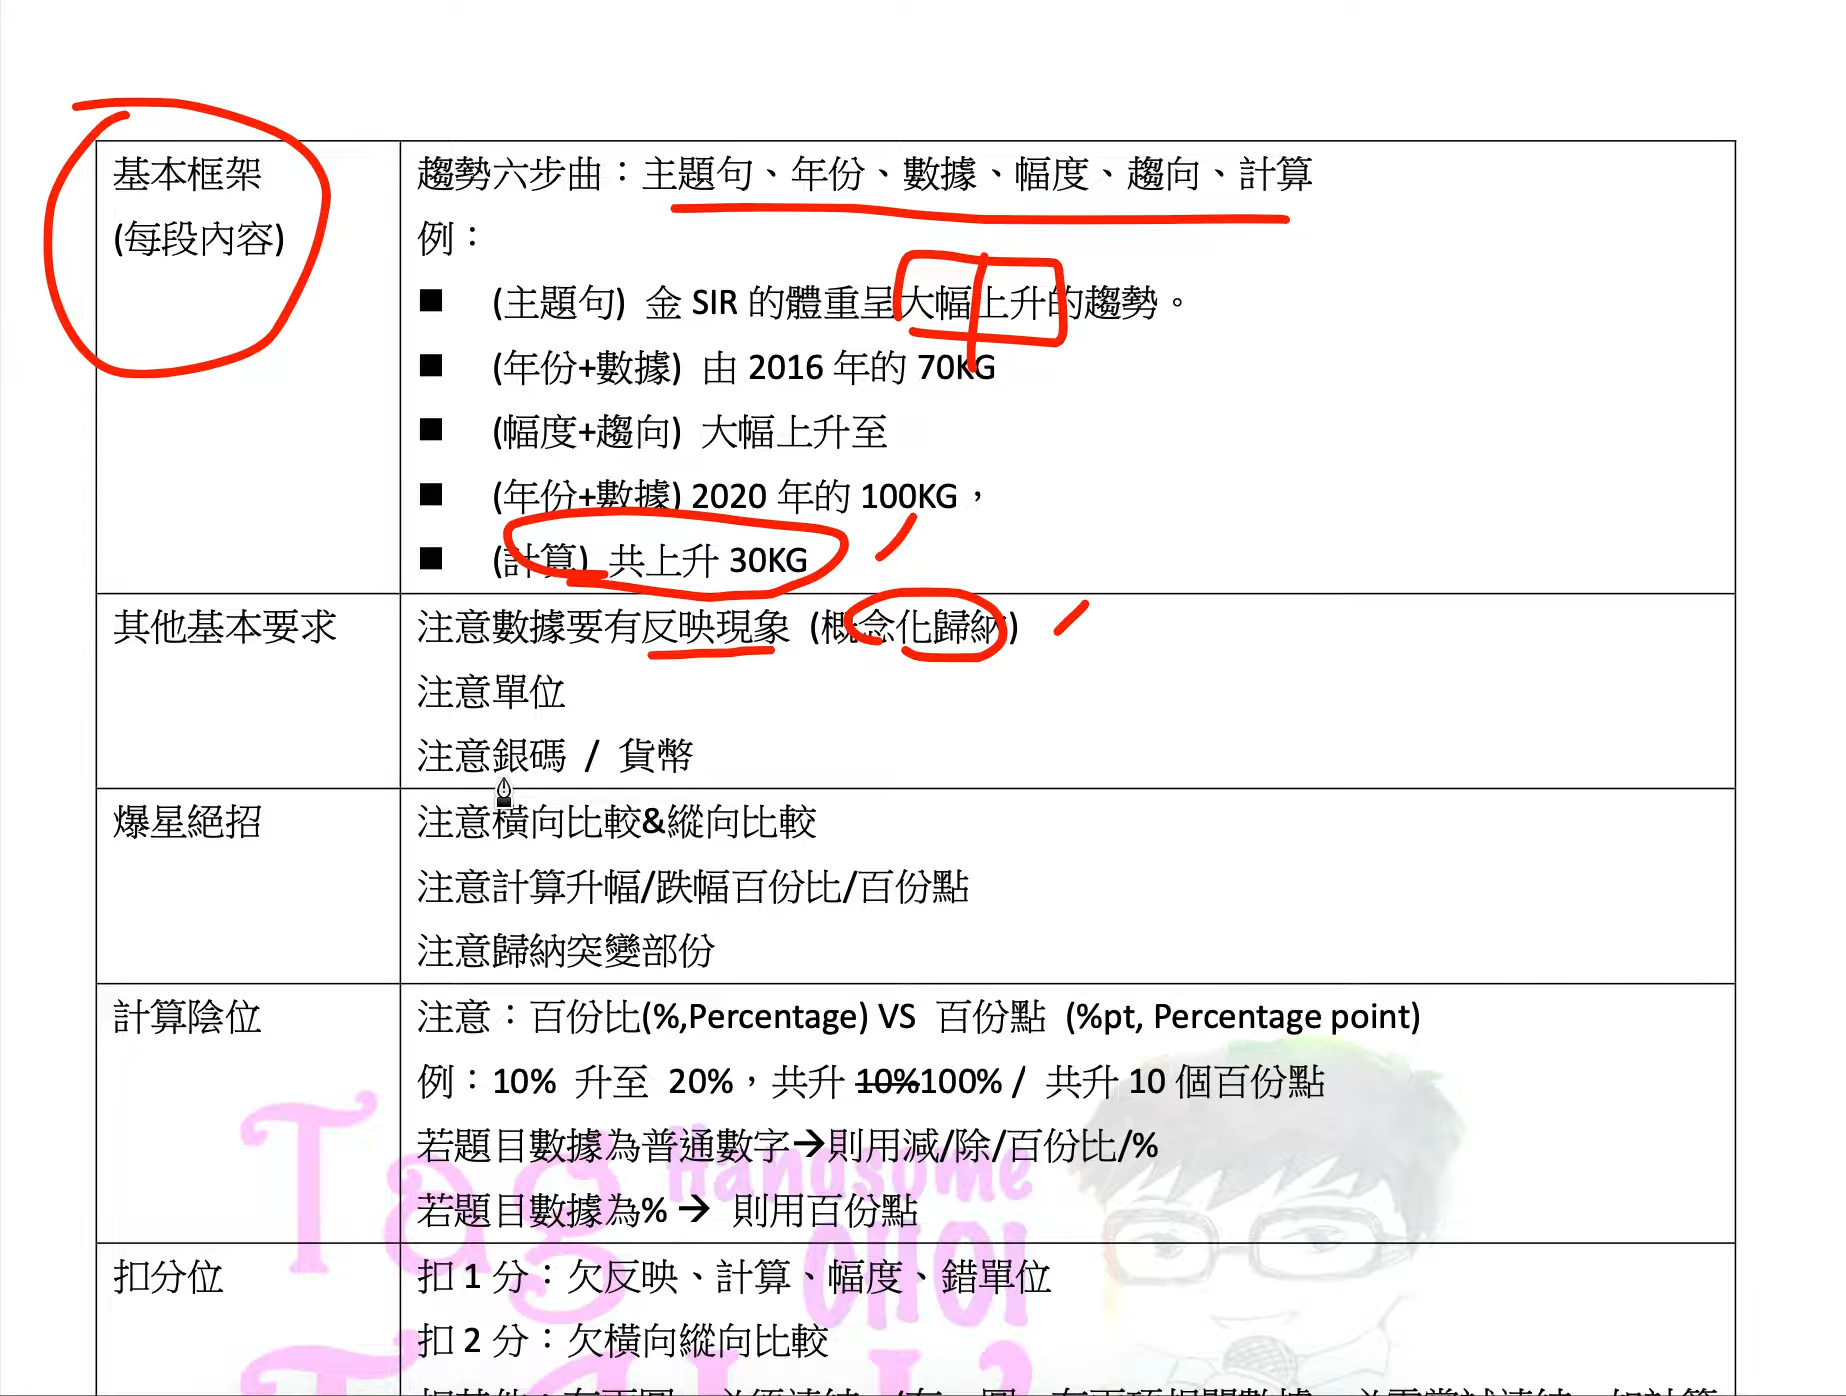 基本框架
(每段內容)
趨勢六步曲：主題句、年份、數據、幅度、趨向、計算
例：
■ (主題句) 金 SIR 的體重呈大幅上升的趨勢。
■ (年份+數據) 由 2016 年的 70KG
■ (幅度+趨向) 大幅上升至
■ (年份+數據) 2020 年的 100KG，
■ (計算) 共上升 30KG
其他基本要求
注意數據要有反映現象 (概念化歸納)
注意單位
注意銀碼 / 貨幣
爆星絕招
注意橫向比較&縱向比較
注意計算升幅/跌幅百份比/百份點
注意歸納突變部份
計算陰位
注意：百份比(%,Percentage) VS 百份點 (%pt, Percentage point)
例：10% 升至 20%，共升 10%100% / 共升 10 個百份點
若題目數據為普通數字→則用減/除/百份比/%
若題目數據為% → 則用百份點
扣分位
扣 1 分：欠反映、計算、幅度、錯單位
扣 2 分：欠橫向縱向比較
Tag
Handsome
CHOI